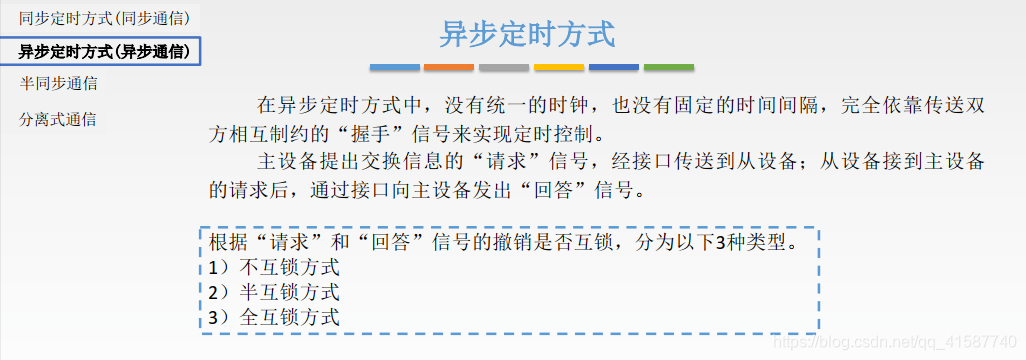 同步定时方式(同步通信)
异步定时方式(异步通信)
半同步通信
分离式通信
异步定时方式
在异步定时方式中，没有统一的时钟，也没有固定的时间间隔，完全依靠传送双
方相互制约的“握手”信号来实现定时控制。
主设备提出交换信息的“请求”信号，经接口传送到从设备；从设备接到主设备
的请求后，通过接口向主设备发出“回答”信号。
根据“请求”和“回答”信号的撤销是否互锁，分为以下3种类型。
1）不互锁方式
2）半互锁方式
3）全互锁方式
https://blog.csdn.net/qq_41587740